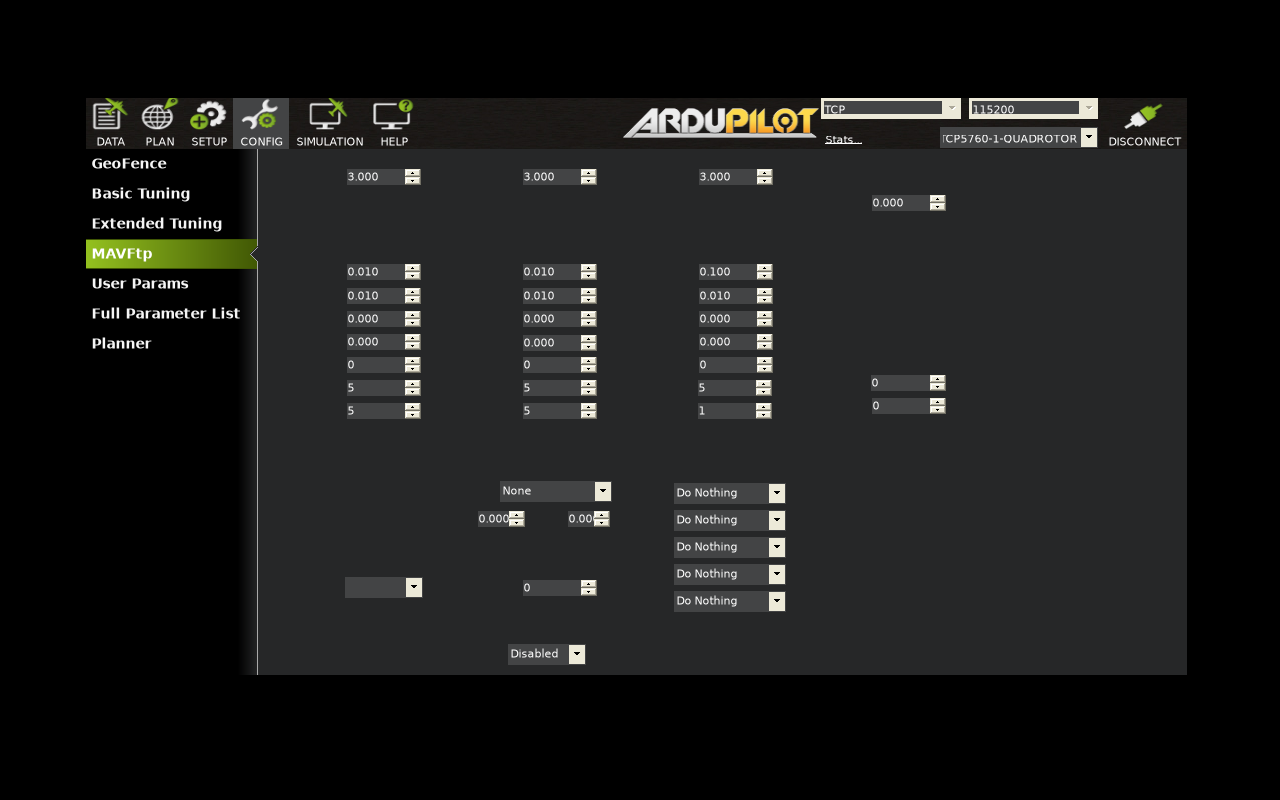 DATA PLAN SETUP CONFIG SIMULATION HELP
ARDUPILOT
TCP 115200
Stats... TCP5760-1-QUADROTOR DISCONNECT
GeoFence
Basic Tuning
Extended Tuning
MAVFtp
User Params
Full Parameter List
Planner
3.000 3.000 3.000
0.000
0.010 0.010 0.100
0.010 0.010 0.010
0.000 0.000 0.000
0.000 0.000 0.000
0 0 0
5 5 5 0
5 5 1 0
None Do Nothing
0.000 0.00 Do Nothing
Do Nothing
Do Nothing
0 Do Nothing
Disabled